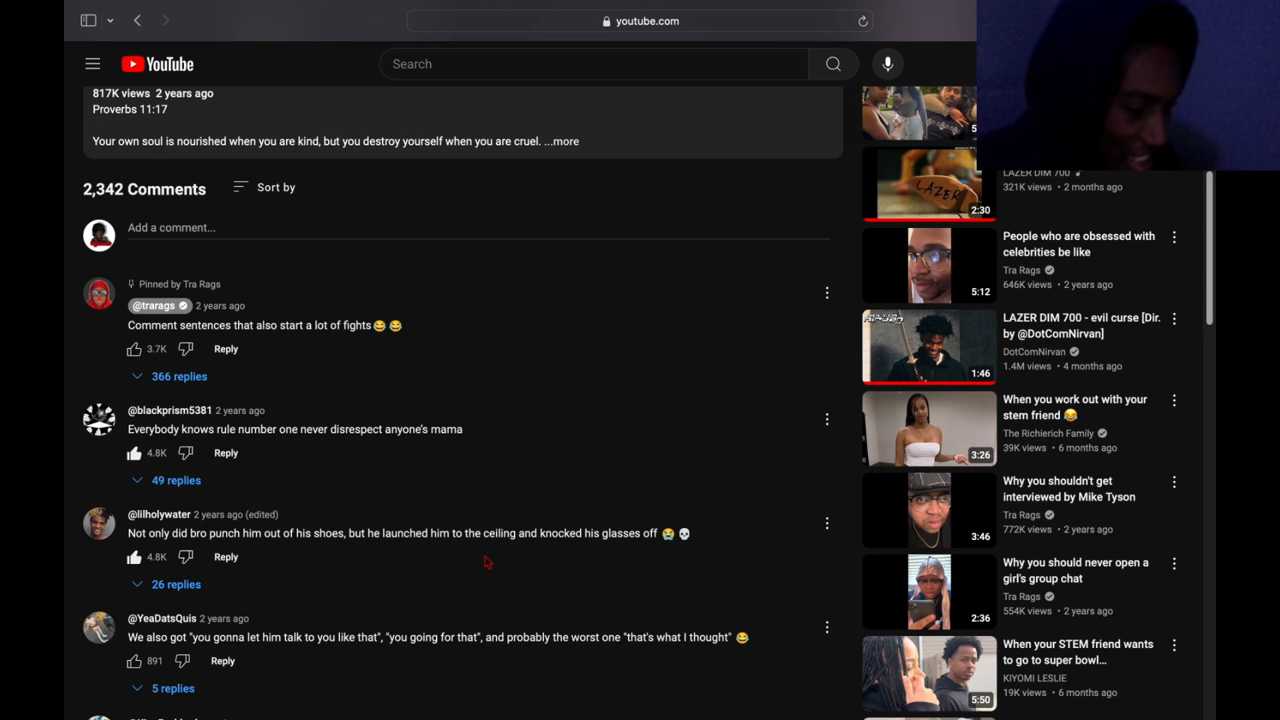 youtube.com
YouTube
Search
817K views 2 years ago
Proverbs 11:17
Your own soul is nourished when you are kind, but you destroy yourself when you are cruel. ...more
2,342 Comments
Sort by
Add a comment...
Pinned by Tra Rags
@trarags 2 years ago
Comment sentences that also start a lot of fights😂 😂
3.7K Reply
366 replies
@blackprism5381 2 years ago
Everybody knows rule number one never disrespect anyone's mama
4.8K Reply
49 replies
@lilholywater 2 years ago (edited)
Not only did bro punch him out of his shoes, but he launched him to the ceiling and knocked his glasses off 😭 💀
4.8K Reply
26 replies
@YeaDatsQuis 2 years ago
We also got "you gonna let him talk to you like that", "you going for that", and probably the worst one "that's what I thought" 😂
891 Reply
5 replies
LAZER
2:30
LAZER DIM 700
321K views • 2 months ago
5:12
People who are obsessed with
celebrities be like
Tra Rags
646K views • 2 years ago
1:46
LAZER DIM 700 - evil curse [Dir.
by @DotComNirvan]
DotComNirvan
1.4M views • 4 months ago
3:26
When you work out with your
stem friend 😂
The Richierich Family
39K views • 6 months ago
3:46
Why you shouldn't get
interviewed by Mike Tyson
Tra Rags
772K views • 2 years ago
2:36
Why you should never open a
girl's group chat
Tra Rags
554K views • 2 years ago
5:50
When your STEM friend wants
to go to super bowl...
KIYOMI LESLIE
19K views • 6 months ago